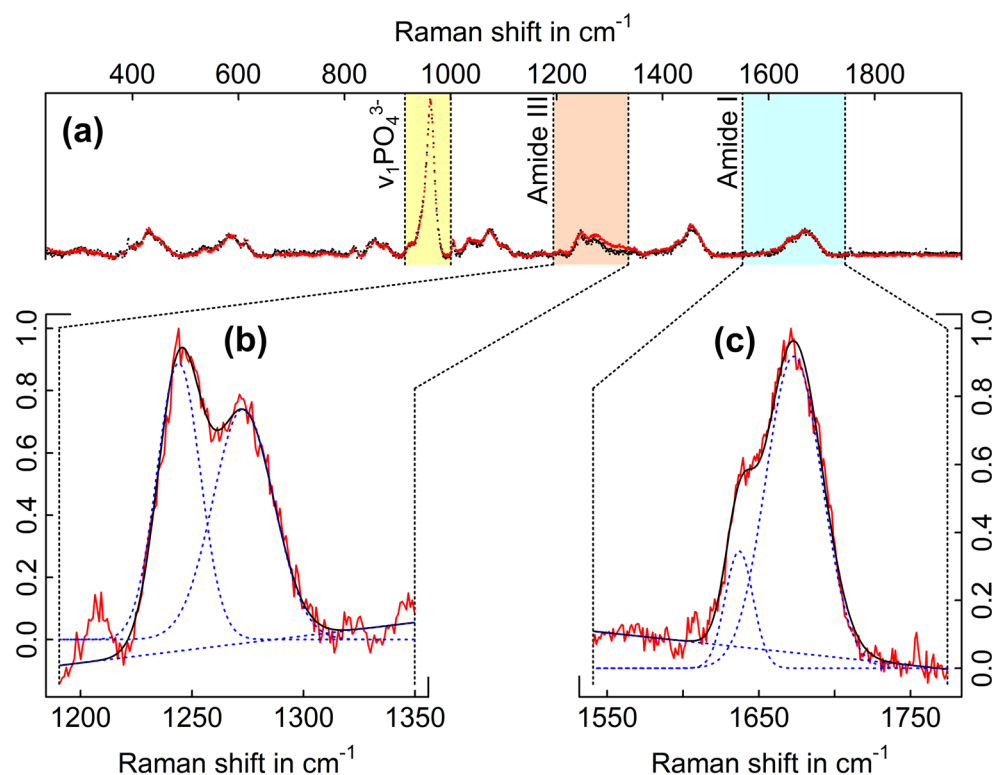 Raman shift in cm⁻¹
400 600 800 1000 1200 1400 1600 1800
(a)
ν₁PO₄³⁻
Amide III
Amide I
(b)
(c)
1.0
0.8
0.6
0.4
0.2
0.0
1.0
0.8
0.6
0.4
0.2
0.0
1200 1250 1300 1350
1550 1650 1750
Raman shift in cm⁻¹
Raman shift in cm⁻¹